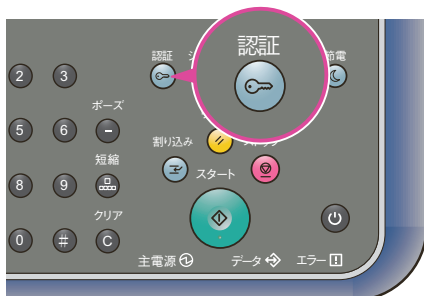 認証
認証
節電
2 3
ポーズ
5 6 -
割り込み
短縮
8 9
スタート
クリア
0 # C
主電源
データ
エラー